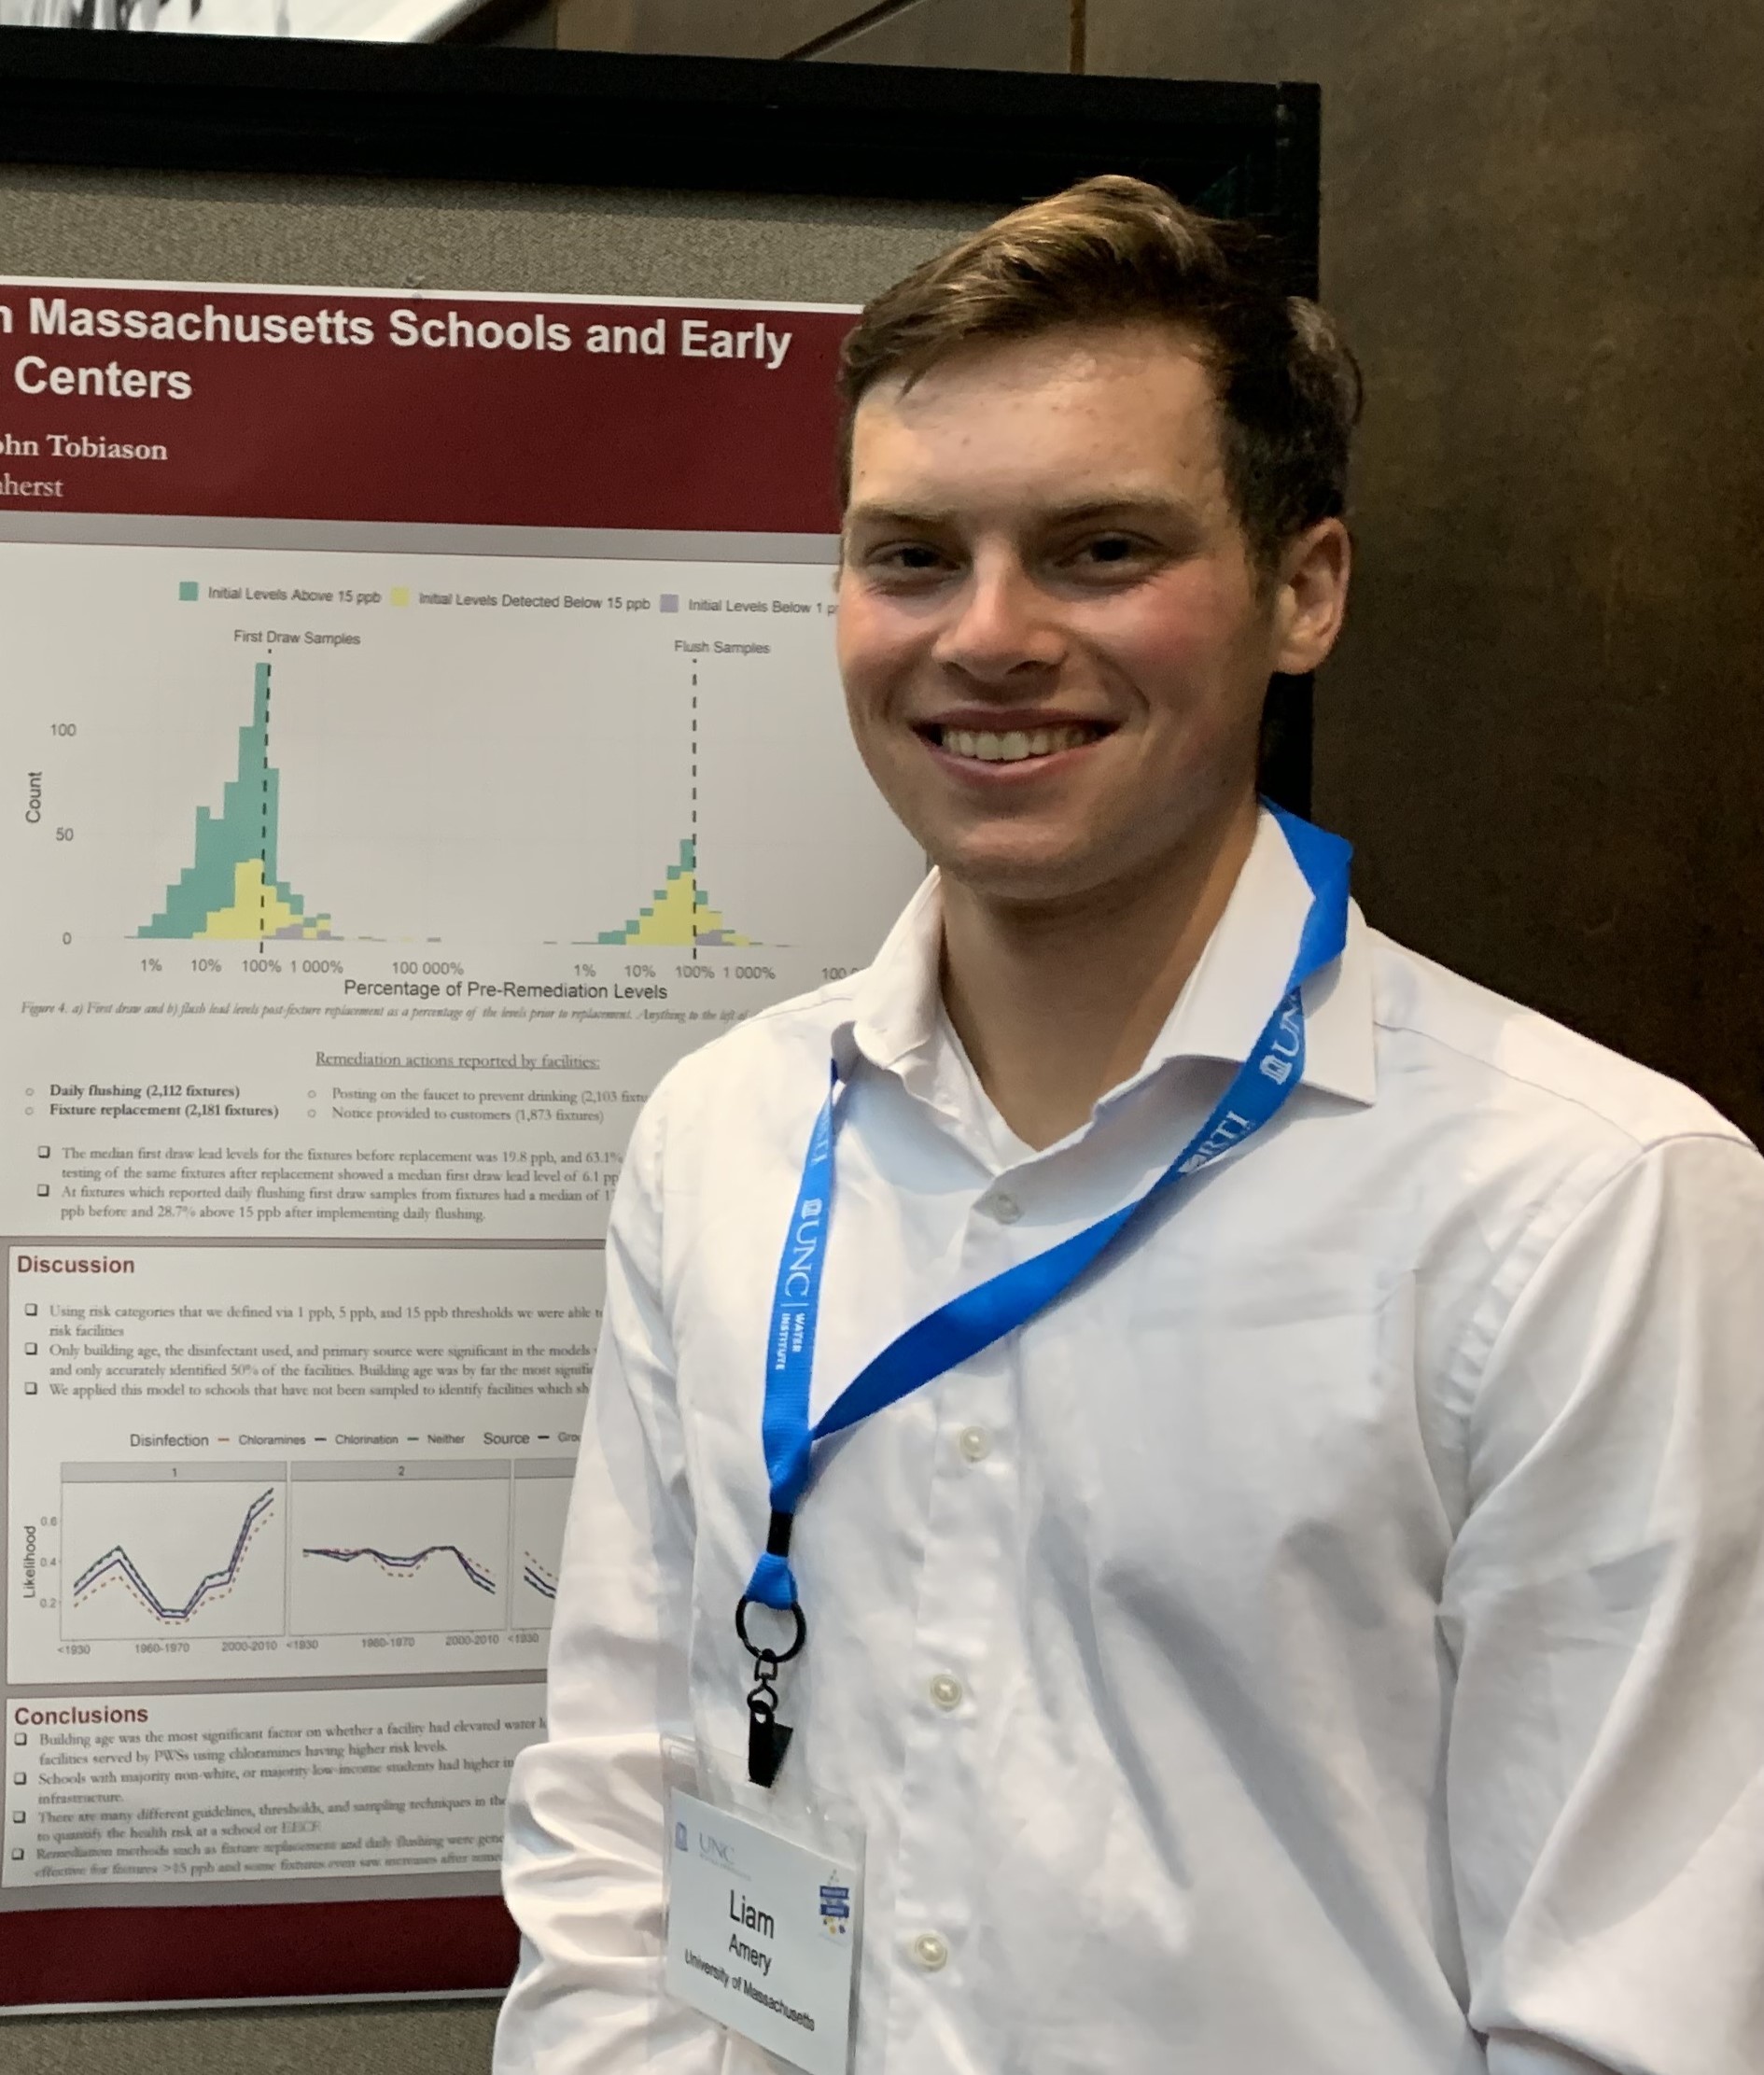 Massachusetts Schools and Early
Centers
Tobiason
Initial Levels Above 15 ppb
Initial Levels Detected Below 15 ppb
Initial Levels Below 1
First Draw Samples
Flush Samples
Count
100
50
0
1% 10% 100% 1 000% 100 000%
1% 10% 100% 1 000% 100
Percentage of Pre-Remediation Levels
Figure 4. a) First draw and b) flush lead levels post-fixture replacement as a percentage of the levels prior to replacement. Anything to the left of
Remediation actions reported by facilities:
Daily flushing (2,112 fixtures)
Fixture replacement (2,181 fixtures)
Posting on the faucet to prevent drinking (2,103
Notice provided to customers (1,873 fixtures)
The median first draw lead levels for the fixtures before replacement was 19.8 ppb, and 63.1%
testing of the same fixtures after replacement showed a median first draw lead level of 6.1
At fixtures which reported daily flushing first draw samples from fixtures had a median of
ppb before and 28.7% above 15 ppb after implementing daily flushing.
Discussion
Using risk categories that we defined via 1 ppb, 5 ppb, and 15 ppb thresholds we were able
risk facilities
Only building age, the disinfectant used, and primary source were significant in the models
and only accurately identified 50% of the facilities. Building age was by far the most
We applied this model to schools that have not been sampled to identify facilities which
Disinfection Chloramines Chlorination Neither Source
1
2
Likelihood
0.6
0.4
0.2
<1930 1960-1970 2000-2010 <1930 1960-1970 2000-2010 <1930
Conclusions
Building age was the most significant factor on whether a facility had elevated water
facilities served by PWSs using chloramines having higher risk levels.
Schools with majority non-white, or majority low-income students had higher
infrastructure.
There are many different guidelines, thresholds, and sampling techniques in the
to quantify the health risk at a school or EECF
Remediation methods such as fixture replacement and daily flushing were
effective for fixtures >15 ppb and some fixtures even saw increases after
UNC
RTI
UNC | WATER
INSTITUTE
UNC
Liam
Amery
University of Massachusetts